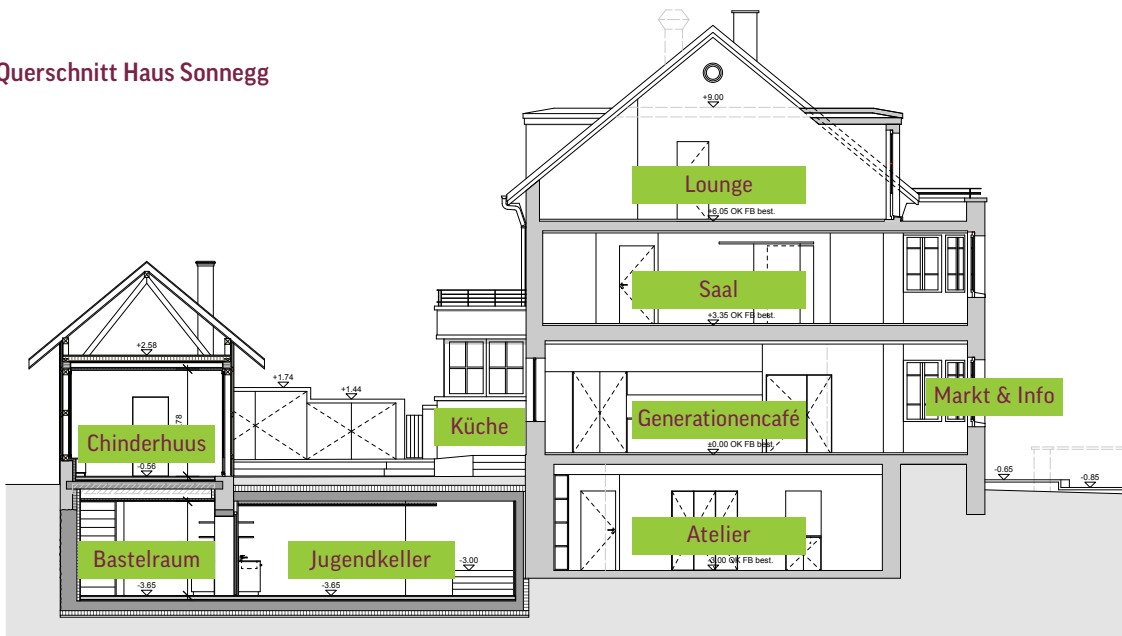 Querschnitt Haus Sonnegg
+9.00
Lounge
+6.05 OK FB best.
Saal
+3.35 OK FB best.
+2.58
+1.74
+1.44
Markt & Info
Küche
Generationencafé
±0.00 OK FB best.
Chinderhuus
78
-0.56
-0.65
-0.85
Atelier
-3.00 OK FB best.
Bastelraum
Jugendkeller
-3.00
-3.65
-3.65